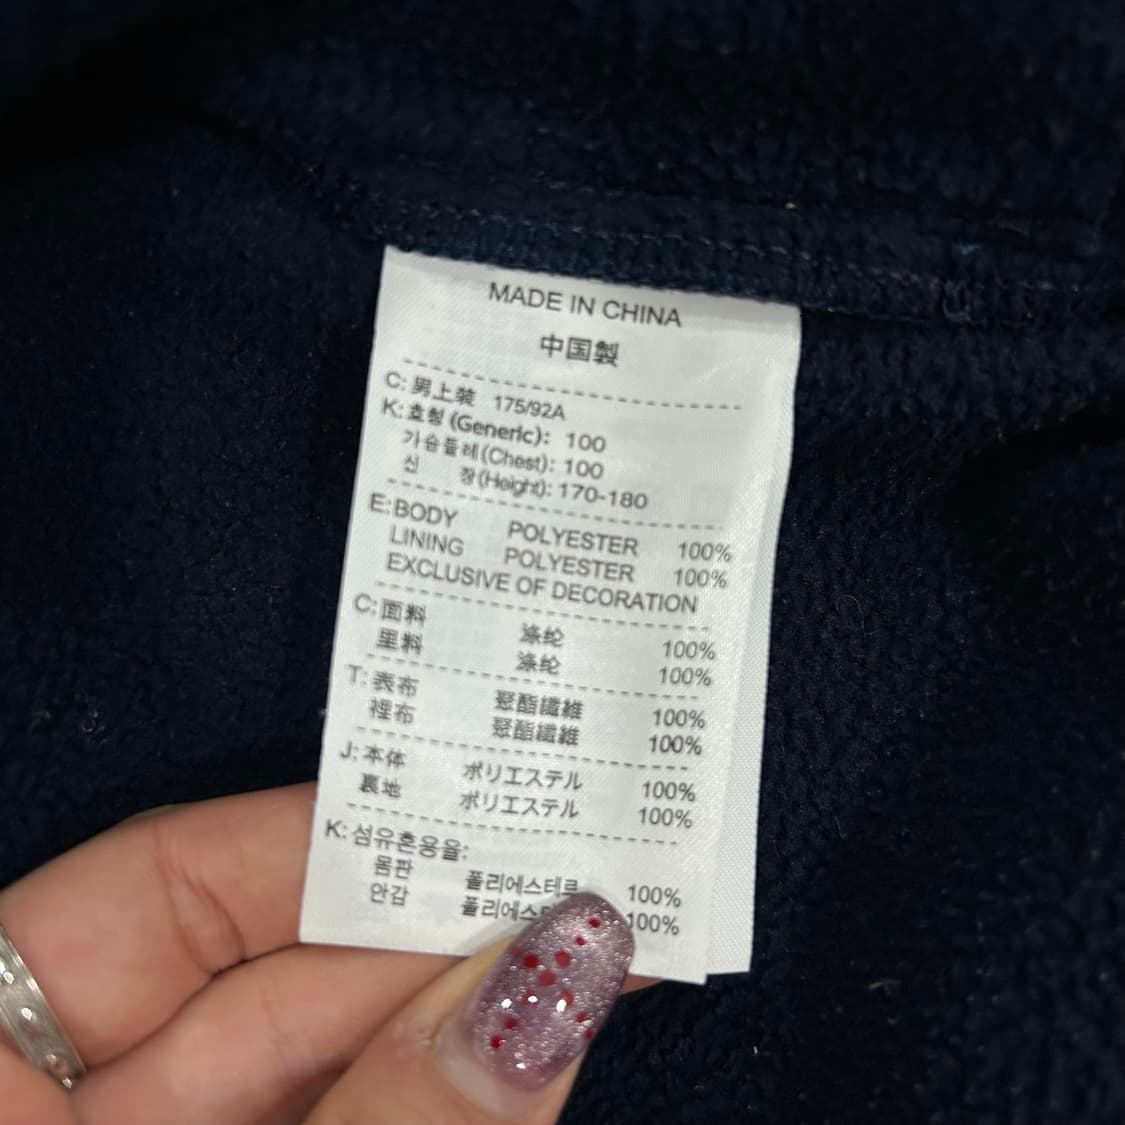 MADE IN CHINA
中国製
C: 男上裝 175/92A
K: 호칭 (Generic): 100
가슴둘레(Chest): 100
신 장(Height): 170-180
E: BODY POLYESTER 100%
LINING POLYESTER 100%
EXCLUSIVE OF DECORATION
C: 面料 涤纶 100%
里料 涤纶 100%
T: 表布 聚酯纖維 100%
裡布 聚酯纖維 100%
J: 本体 ポリエステル 100%
裏地 ポリエステル 100%
K: 섬유혼용율:
몸판 폴리에스테르 100%
안감 100%